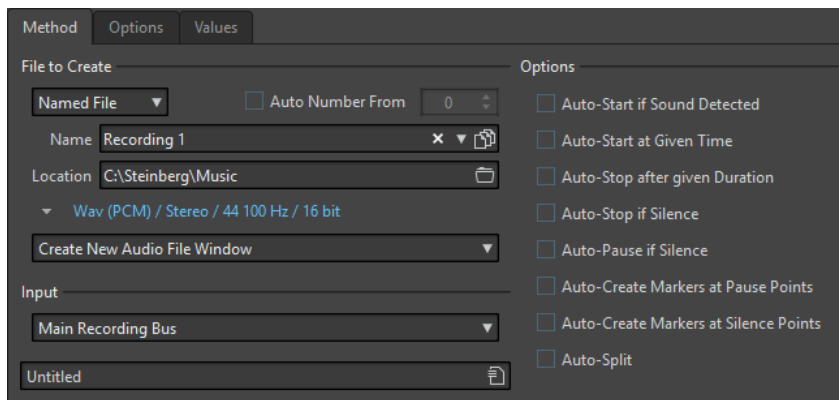 Method Options Values
File to Create
Named File Auto Number From 0
Name Recording 1
Location C:\Steinberg\Music
Wav (PCM) / Stereo / 44 100 Hz / 16 bit
Create New Audio File Window
Input
Main Recording Bus
Untitled
Options
Auto-Start if Sound Detected
Auto-Start at Given Time
Auto-Stop after given Duration
Auto-Stop if Silence
Auto-Pause if Silence
Auto-Create Markers at Pause Points
Auto-Create Markers at Silence Points
Auto-Split